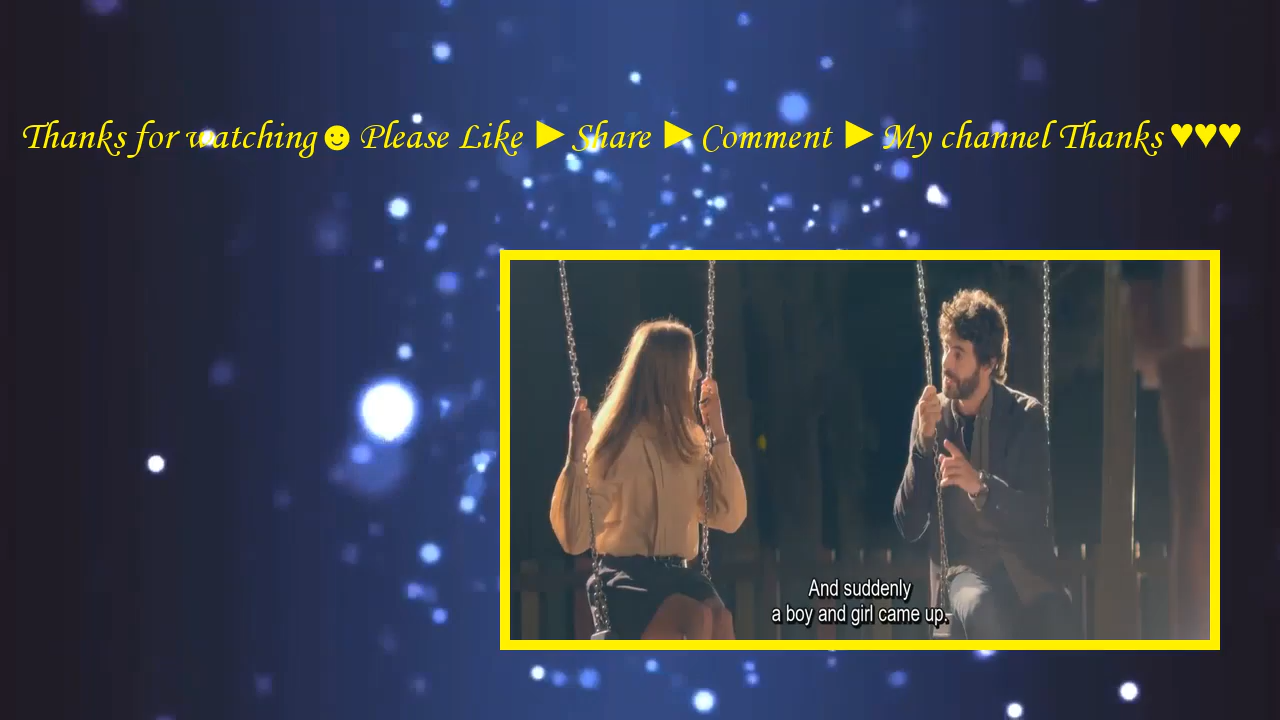 Thanks for watching☻Please Like ►Share ►Comment ►My channel Thanks♥♥♥
And suddenly
a boy and girl came up.